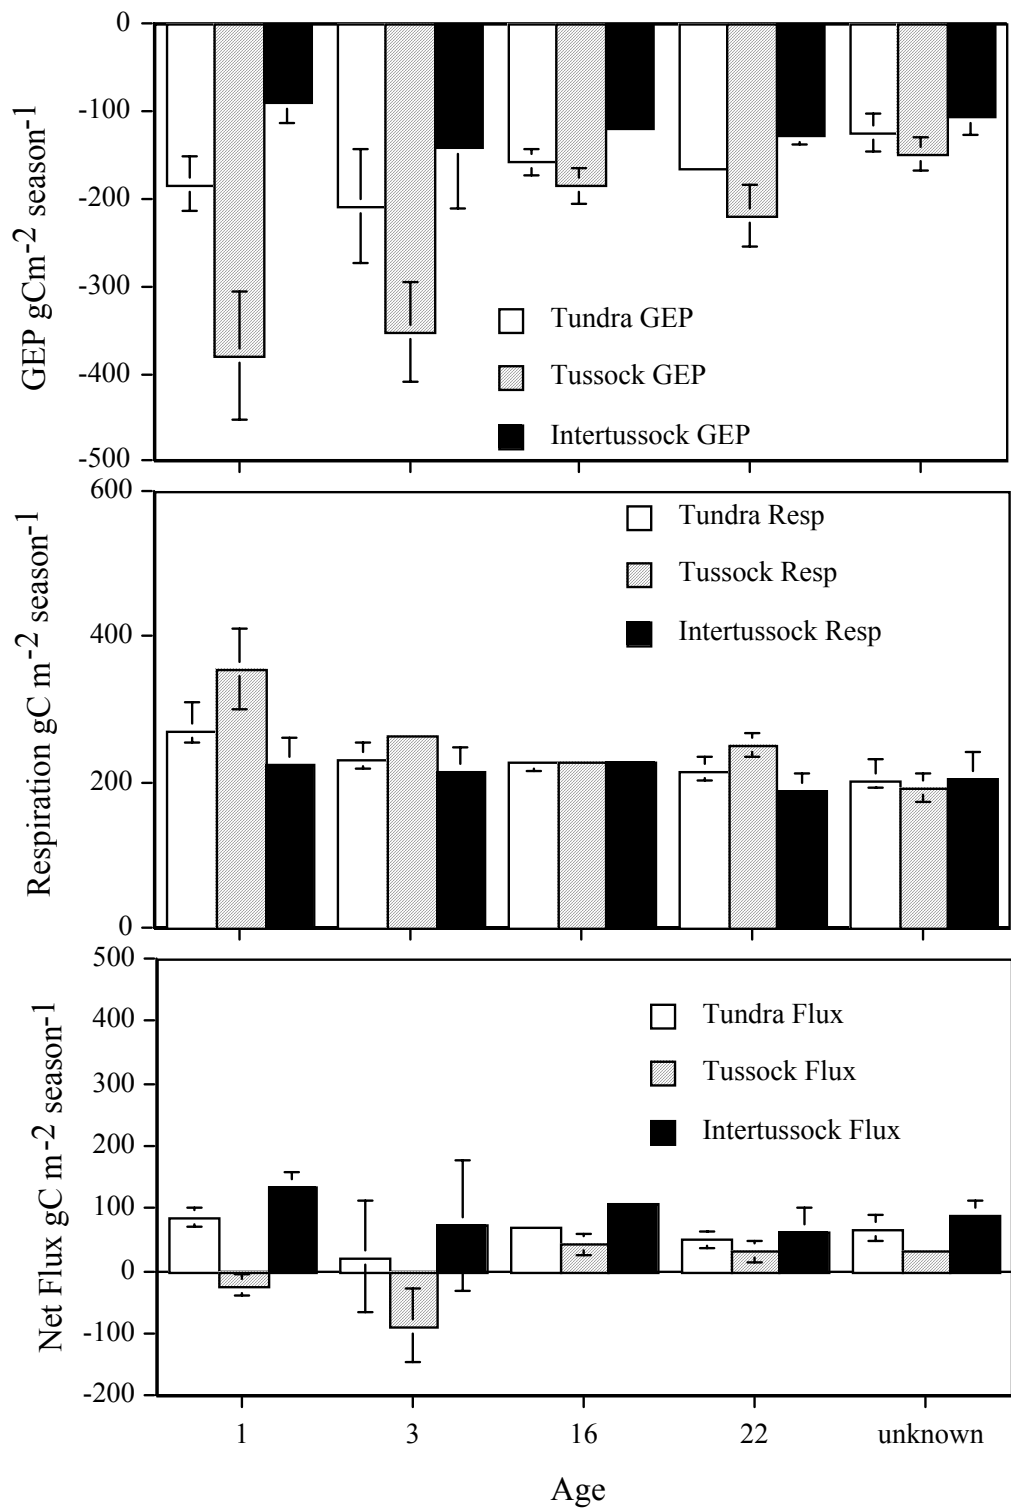 GEP gCm-2 season-1
0
-100
-200
-300
-400
-500
Tundra GEP
Tussock GEP
Intertussock GEP
Respiration gC m-2 season-1
600
400
200
0
Tundra Resp
Tussock Resp
Intertussock Resp
Net Flux gC m-2 season-1
500
400
300
200
100
0
-100
-200
Tundra Flux
Tussock Flux
Intertussock Flux
1 3 16 22 unknown
Age